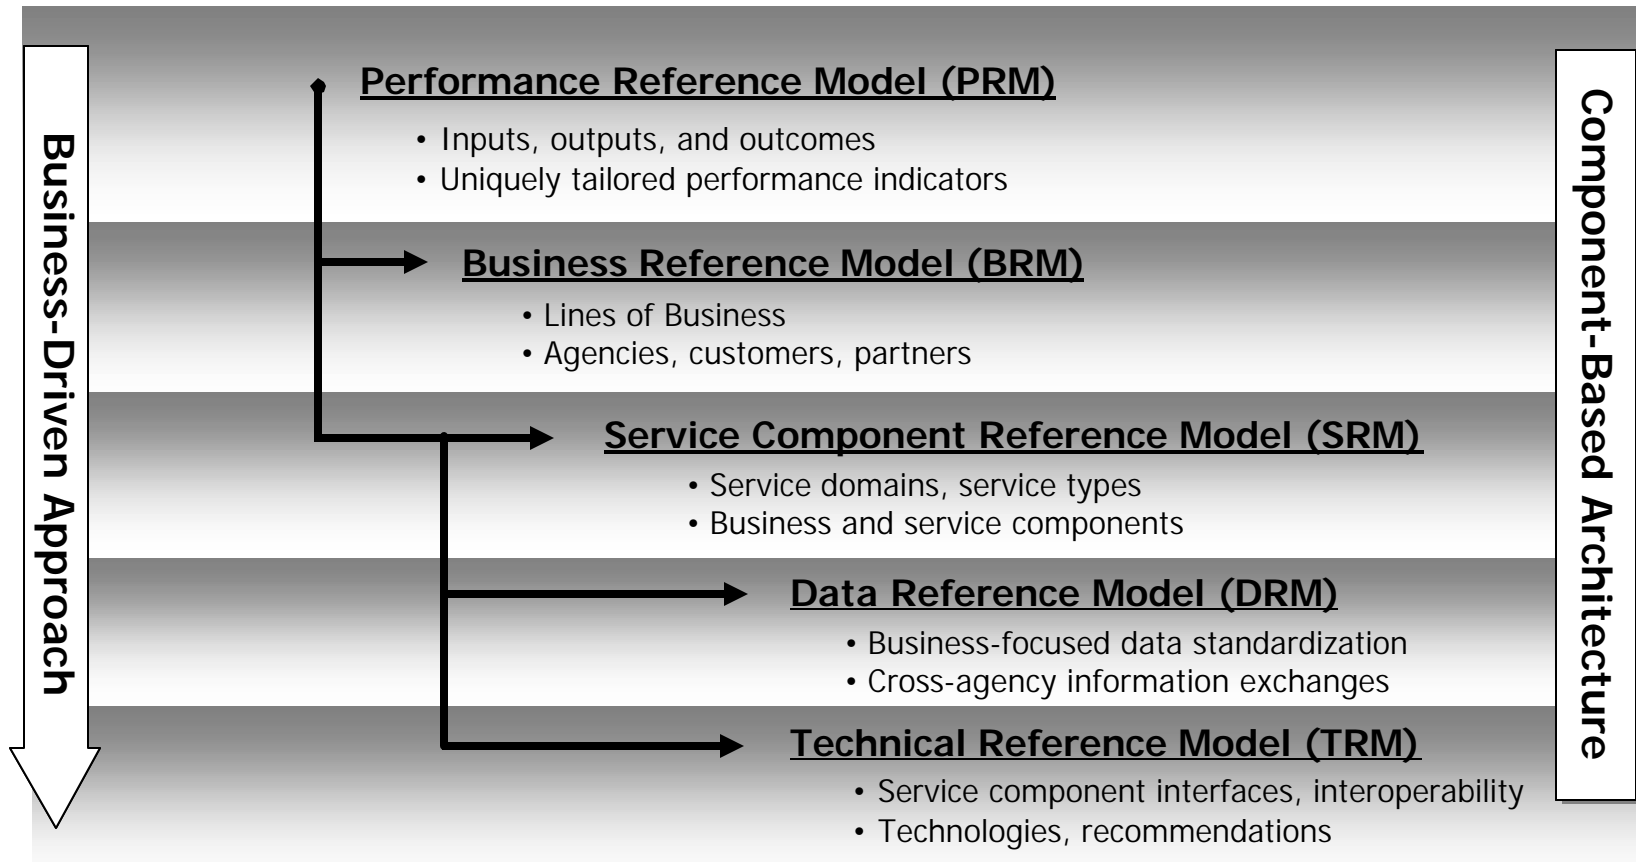 Business-Driven Approach
Performance Reference Model (PRM)
• Inputs, outputs, and outcomes
• Uniquely tailored performance indicators
Business Reference Model (BRM)
• Lines of Business
• Agencies, customers, partners
Service Component Reference Model (SRM)
• Service domains, service types
• Business and service components
Data Reference Model (DRM)
• Business-focused data standardization
• Cross-agency information exchanges
Technical Reference Model (TRM)
• Service component interfaces, interoperability
• Technologies, recommendations
Component-Based Architecture